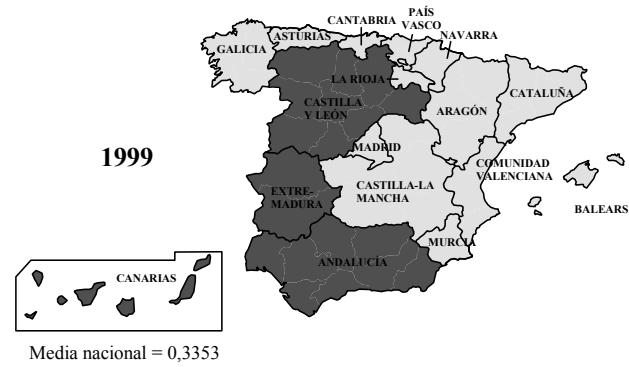 PAÍS
VASCO
CANTABRIA
ASTURIAS
NAVARRA
GALICIA
LA RIOJA
CATALUÑA
CASTILLA
Y LEÓN
ARAGÓN
1999
MADRID
COMUNIDAD
VALENCIANA
EXTRE-
MADURA
CASTILLA-LA
MANCHA
BALEARS
MURCIA
ANDALUCÍA
CANARIAS
Media nacional = 0,3353